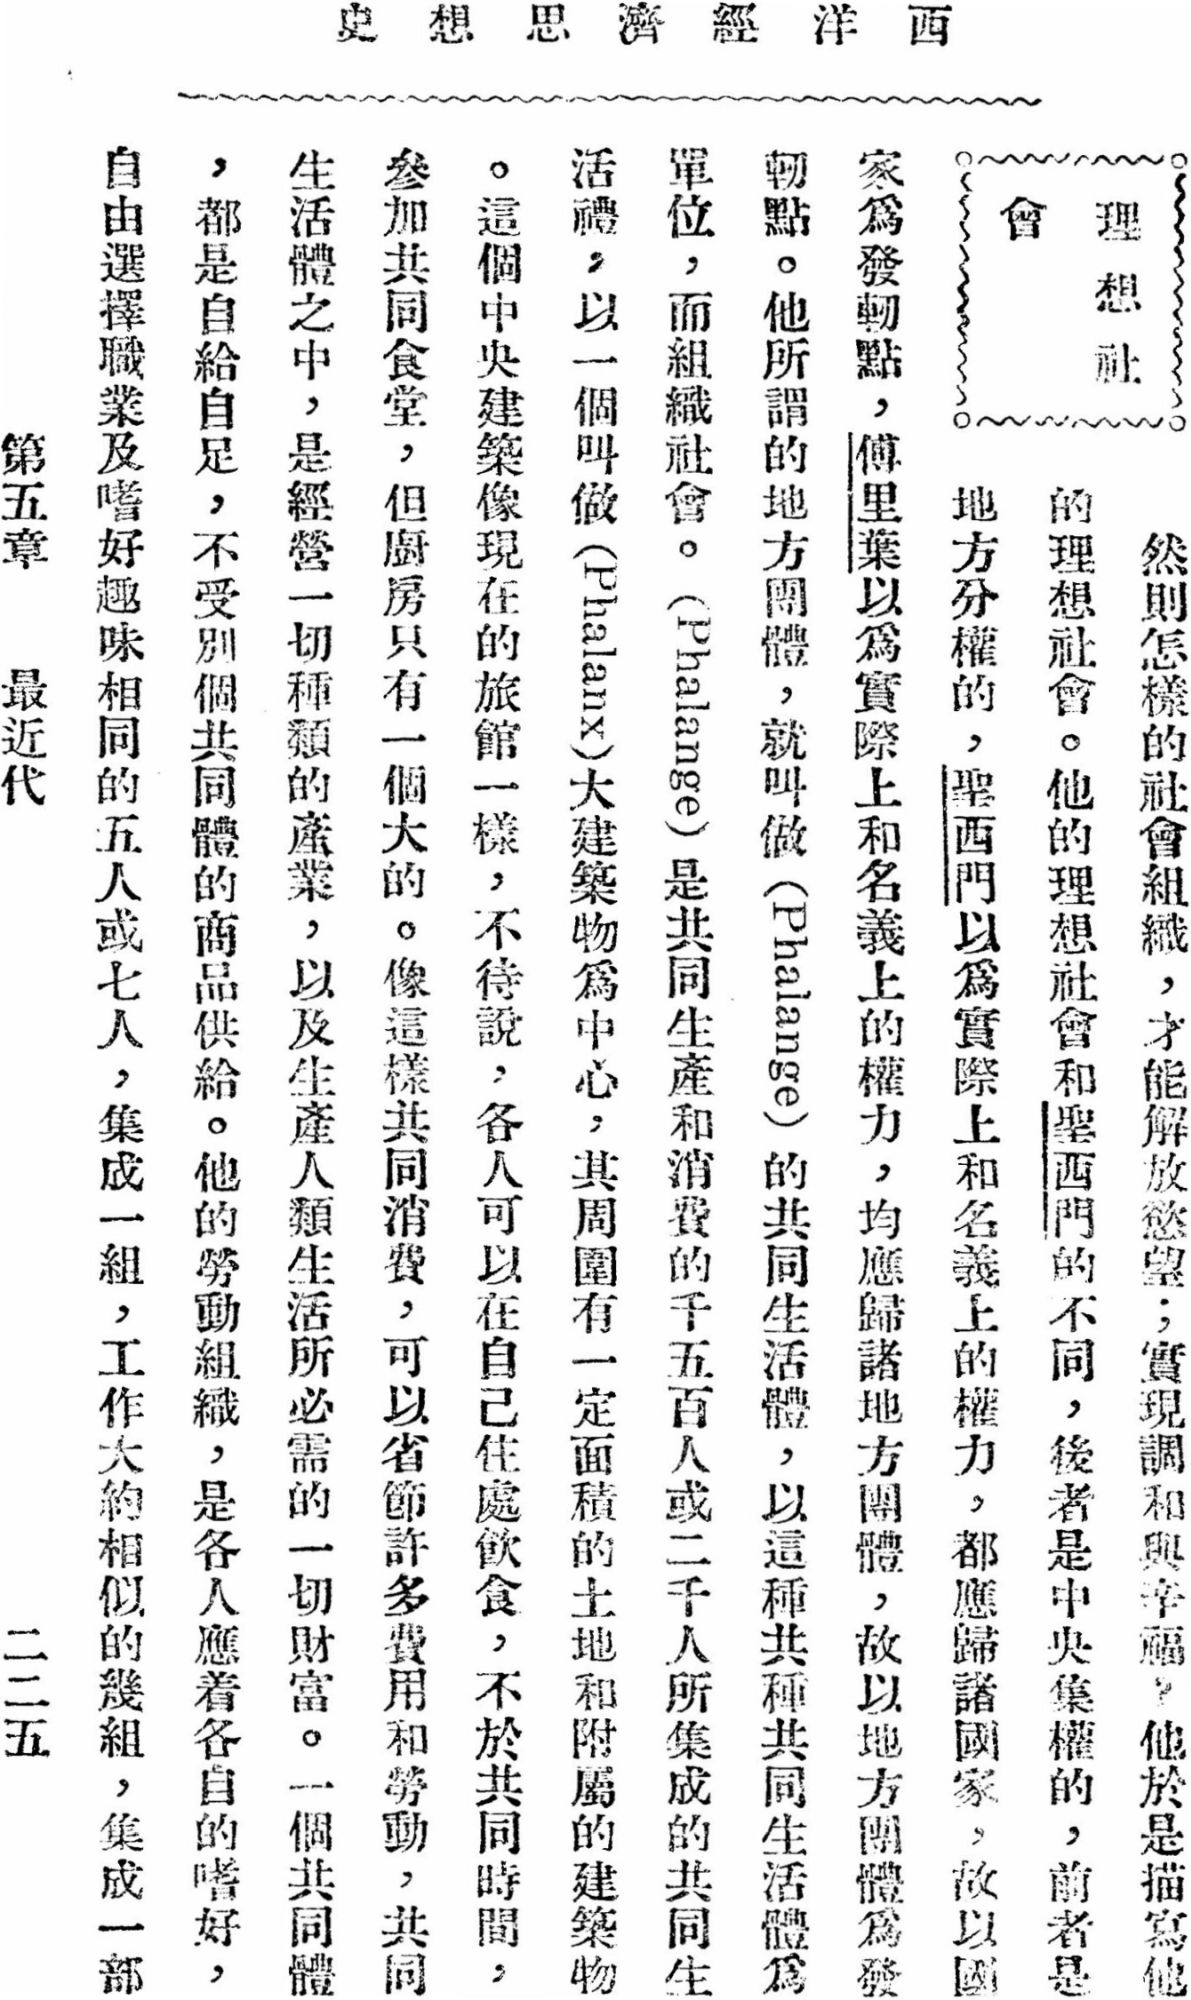 西洋經濟思想史
理想社
會
然則怎樣的社會組織，才能解放慾望；實現調和與幸福？他於是描寫他
的理想社會。他的理想社會和聖西門的不同，後者是中央集權的，前者是
地方分權的，聖西門以爲實際上和名義上的權力，都應歸諸國家，故以國
家爲發軔點，傅里葉以爲實際上和名義上的權力，均應歸諸地方團體，故以地方團體爲發
軔點。他所謂的地方團體，就叫做(Phalange)的共同生活體，以這種共種共同生活體爲
單位，而組織社會。(Phalange)是共同生產和消費的千五百人或二千人所集成的共同生
活禮，以一個叫做(Phalanx)大建築物爲中心，其周圍有一定面積的土地和附屬的建築物
。這個中央建築像現在的旅館一樣，不待說，各人可以在自己住處飲食，不於共同時間，
參加共同食堂，但廚房只有一個大的。像這樣共同消費，可以省節許多費用和勞動，共同
生活體之中，是經營一切種類的產業，以及生產人類生活所必需的一切財富。一個共同體
，都是自給自足，不受別個共同體的商品供給。他的勞動組織，是各人應着各自的嗜好，
自由選擇職業及嗜好趣味相同的五人或七人，集成一組，工作大約相似的幾組，集成一部
第五章　最近代　二二五